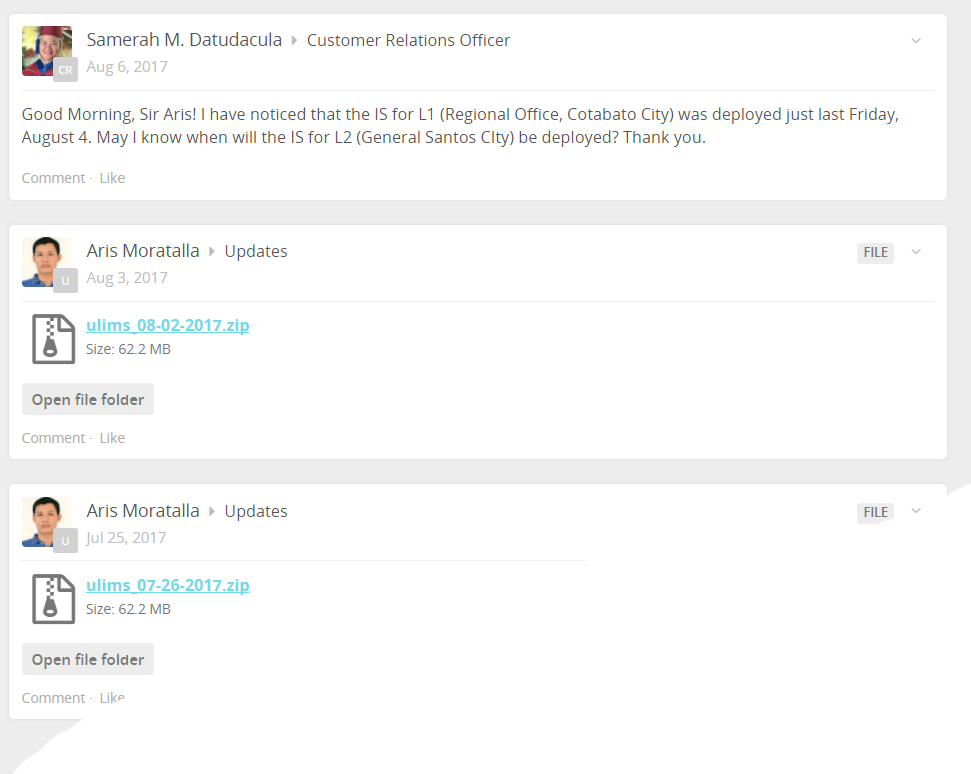 Samerah M. Datudacula Customer Relations Officer
CR
Aug 6, 2017
Good Morning, Sir Aris! I have noticed that the IS for L1 (Regional Office, Cotabato City) was deployed just last Friday,
August 4. May I know when will the IS for L2 (General Santos CIty) be deployed? Thank you.
Comment · Like
Aris Moratalla Updates FILE
U
Aug 3, 2017
ulims_08-02-2017.zip
Size: 62.2 MB
Open file folder
Comment · Like
Aris Moratalla Updates FILE
U
Jul 25, 2017
ulims_07-26-2017.zip
Size: 62.2 MB
Open file folder
Comment · Like